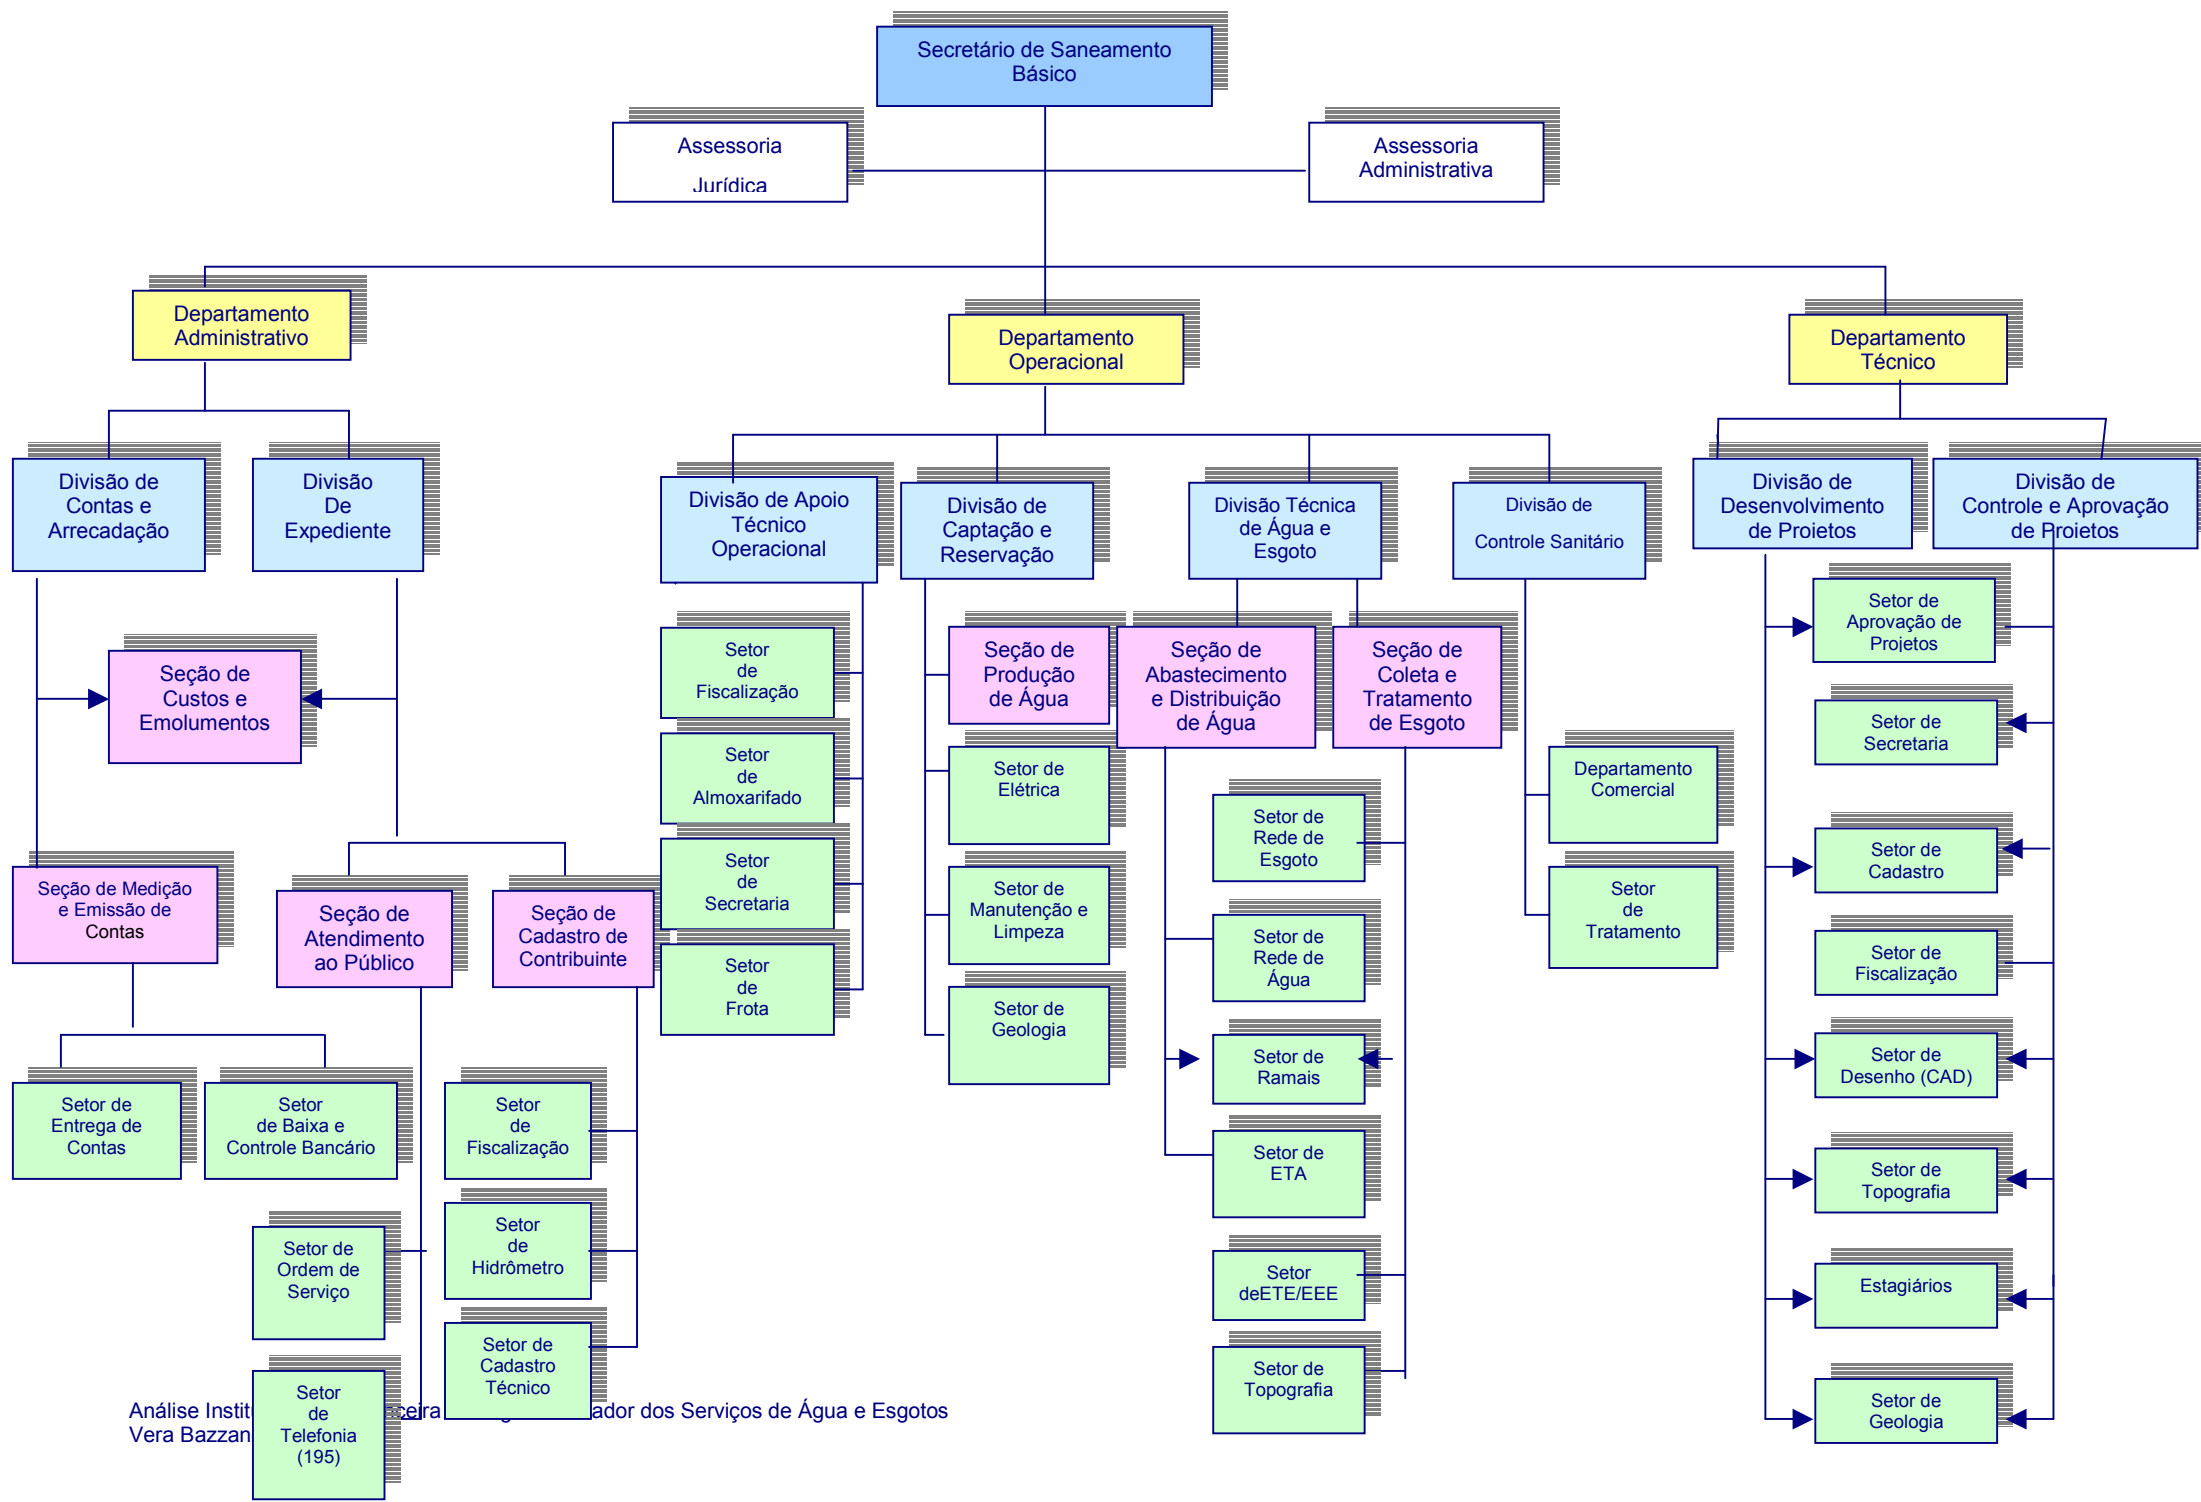 Secretário de Saneamento
Básico
Assessoria
Jurídica
Assessoria
Administrativa
Departamento
Administrativo
Departamento
Operacional
Departamento
Técnico
Divisão de
Contas e
Arrecadação
Divisão
De
Expediente
Divisão de Apoio
Técnico
Operacional
Divisão de
Captação e
Reservação
Divisão Técnica
de Água e
Esgoto
Divisão de
Controle Sanitário
Divisão de
Desenvolvimento
de Projetos
Divisão de
Controle e Aprovação
de Projetos
Seção de
Custos e
Emolumentos
Setor
de
Fiscalização
Setor
de
Almoxarifado
Setor
de
Secretaria
Setor
de
Frota
Seção de
Produção
de Água
Setor de
Elétrica
Setor de
Manutenção e
Limpeza
Setor de
Geologia
Seção de
Abastecimento
e Distribuição
de Água
Seção de
Coleta e
Tratamento
de Esgoto
Setor de
Rede de
Esgoto
Setor de
Rede de
Água
Setor de
Ramais
Setor de
ETA
Setor
deETE/EEE
Setor de
Topografia
Departamento
Comercial
Setor
de
Tratamento
Setor de
Aprovação de
Projetos
Setor de
Secretaria
Setor de
Cadastro
Setor de
Fiscalização
Setor de
Desenho (CAD)
Setor de
Topografia
Estagiários
Setor de
Geologia
Seção de Medição
e Emissão de
Contas
Seção de
Atendimento
ao Público
Seção de
Cadastro de
Contribuinte
Setor de
Entrega de
Contas
Setor
de Baixa e
Controle Bancário
Setor
de
Fiscalização
Setor
de
Hidrômetro
Setor de
Cadastro
Técnico
Setor de
Ordem de
Serviço
Setor
de
Telefonia
(195)
Análise Insti ceira ador dos Serviços de Água e Esgotos
Vera Bazzan